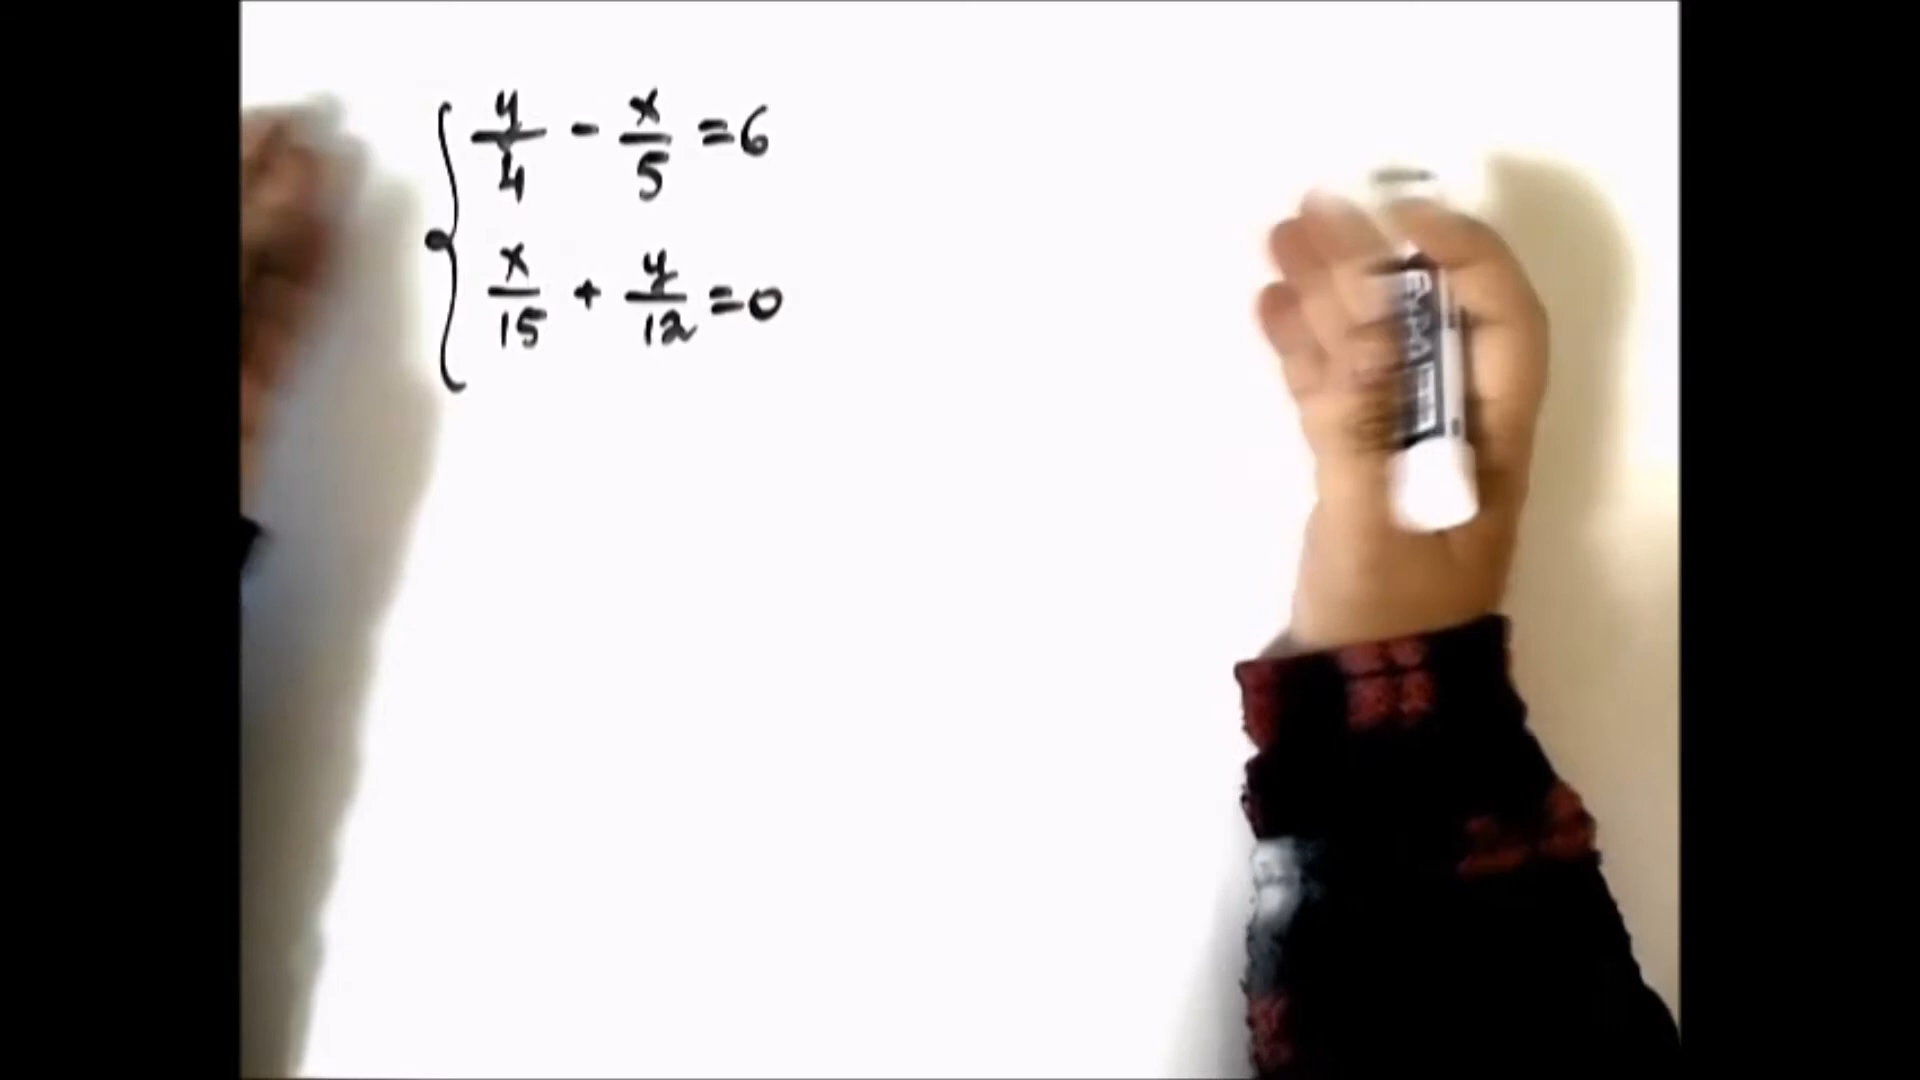 y/4 - x/5 = 6
x/15 + y/12 = 0